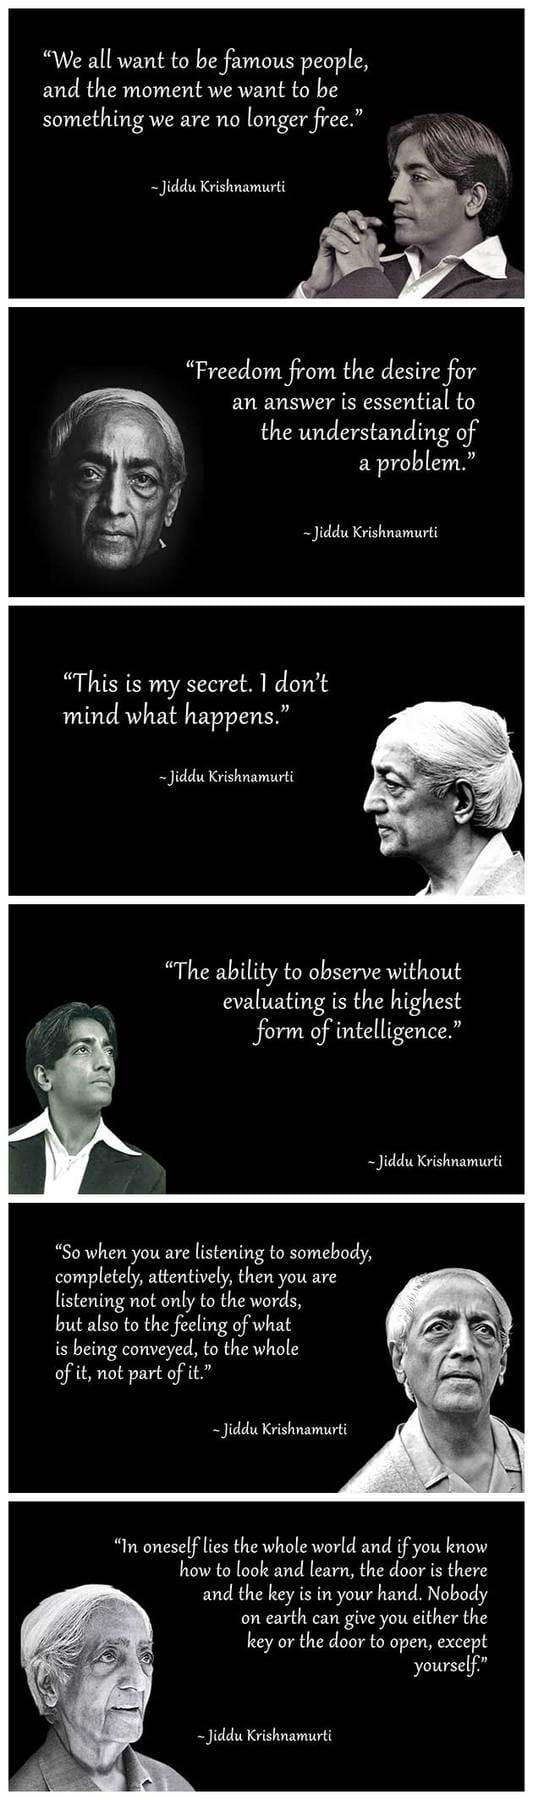 “We all want to be famous people,
and the moment we want to be
something we are no longer free.”
~ Jiddu Krishnamurti
“Freedom from the desire for
an answer is essential to
the understanding of
a problem.”
~ Jiddu Krishnamurti
“This is my secret. I don’t
mind what happens.”
~ Jiddu Krishnamurti
“The ability to observe without
evaluating is the highest
form of intelligence.”
~ Jiddu Krishnamurti
“So when you are listening to somebody,
completely, attentively, then you are
listening not only to the words,
but also to the feeling of what
is being conveyed, to the whole
of it, not part of it.”
~ Jiddu Krishnamurti
“In oneself lies the whole world and if you know
how to look and learn, the door is there
and the key is in your hand. Nobody
on earth can give you either the
key or the door to open, except
yourself.”
~ Jiddu Krishnamurti